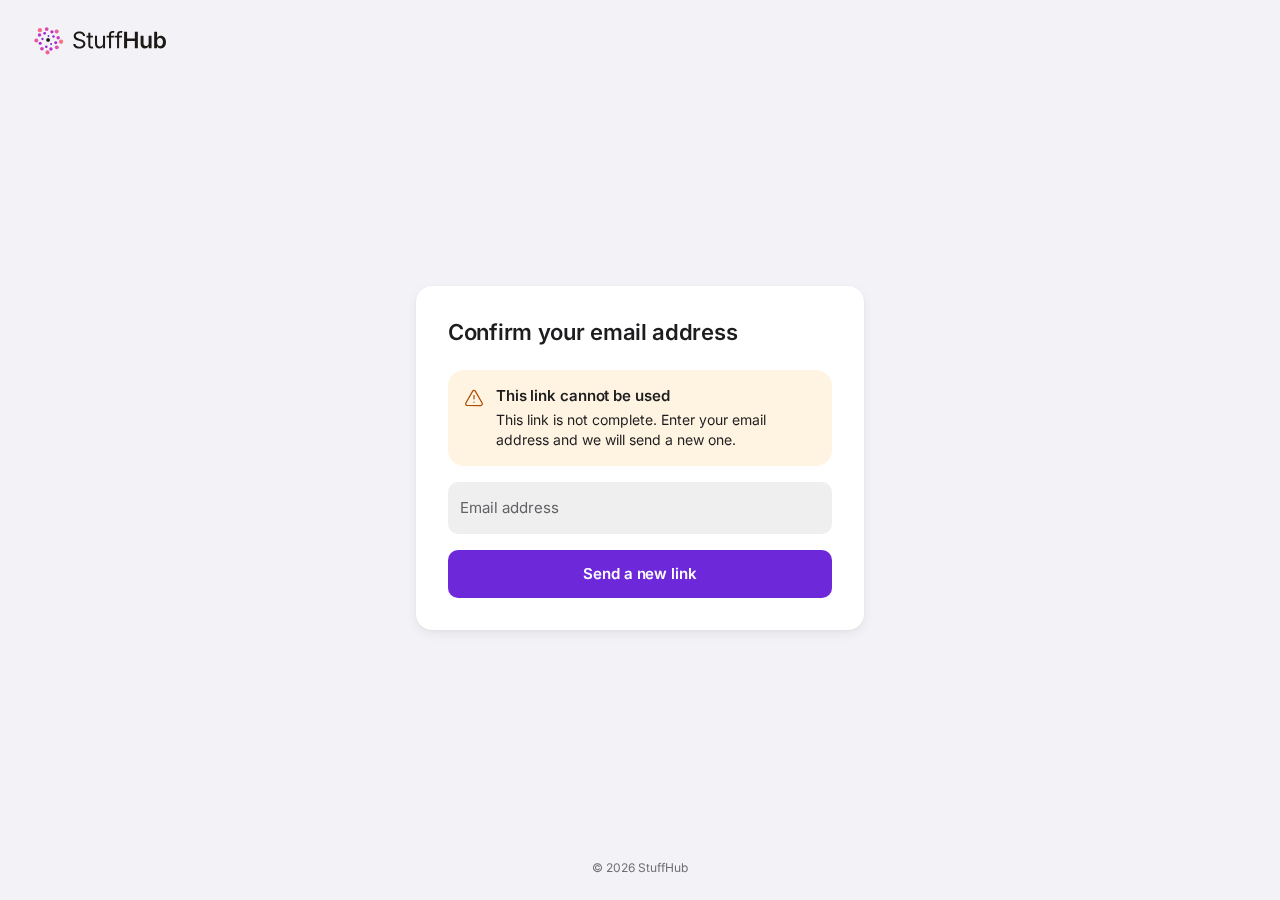 StuffHub
Confirm your email address
This link cannot be used
This link is not complete. Enter your email
address and we will send a new one.
Email address
Send a new link
© 2026 StuffHub